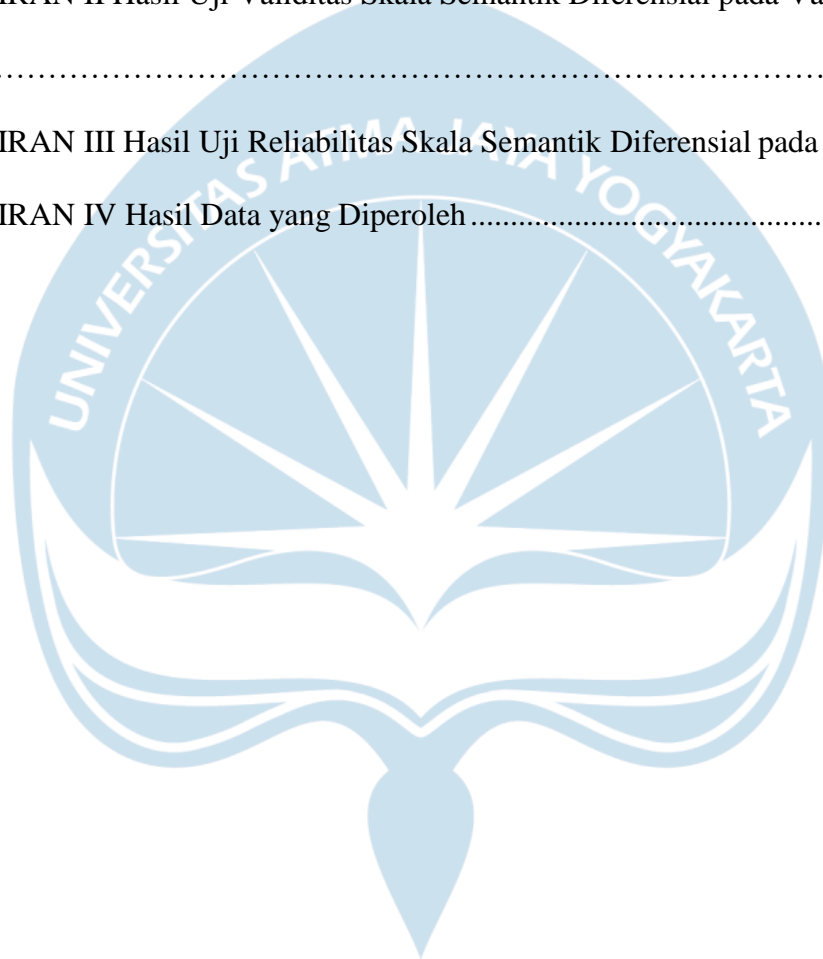 IRAN II Hasil Uji Validitas Skala Semantik Diferensial pada Va
……………………………………………………………………
IRAN III Hasil Uji Reliabilitas Skala Semantik Diferensial pada
IRAN IV Hasil Data yang Diperoleh ............................................
UNIVERSITAS ATMA JAYA YOGYAKARTA